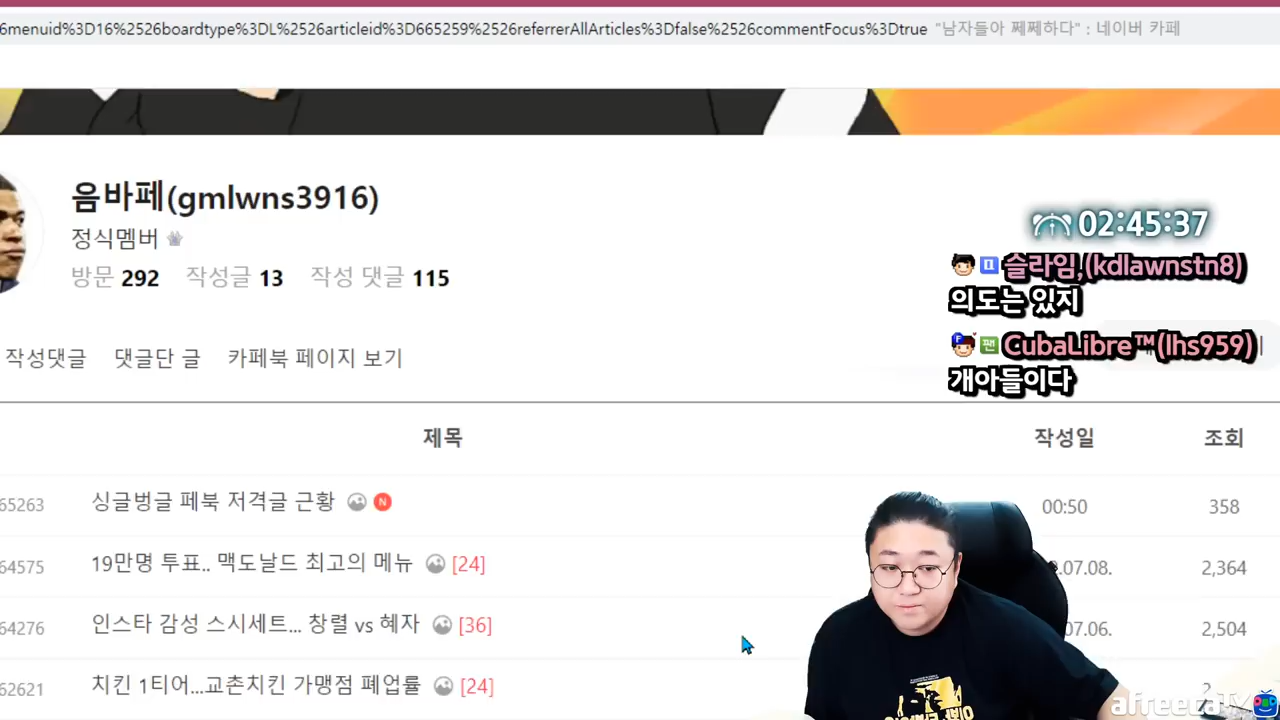 6menuid%3D16%2526boardtype%3DL%2526articleid%3D665259%2526referrerAllArticles%3Dfalse%2526commentFocus%3Dtrue "남자들아 쩨쩨하다" : 네이버 카페
음바페(gmlwns3916)
정식멤버
방문 292 작성글 13 작성 댓글 115
02:45:37
슬라임,(kdlawnstn8)
의도는 있지
팬 CubaLibre™(lhs959)
개아들이다
작성댓글 댓글단 글 카페북 페이지 보기
제목 작성일 조회
65263 싱글벙글 페북 저격글 근황 N 00:50 358
64575 19만명 투표.. 맥도날드 최고의 메뉴 [24] .07.08. 2,364
64276 인스타 감성 스시세트... 창렬 vs 혜자 [36] 07.06. 2,504
62621 치킨 1티어...교촌치킨 가맹점 폐업률 [24]
afreecaTV